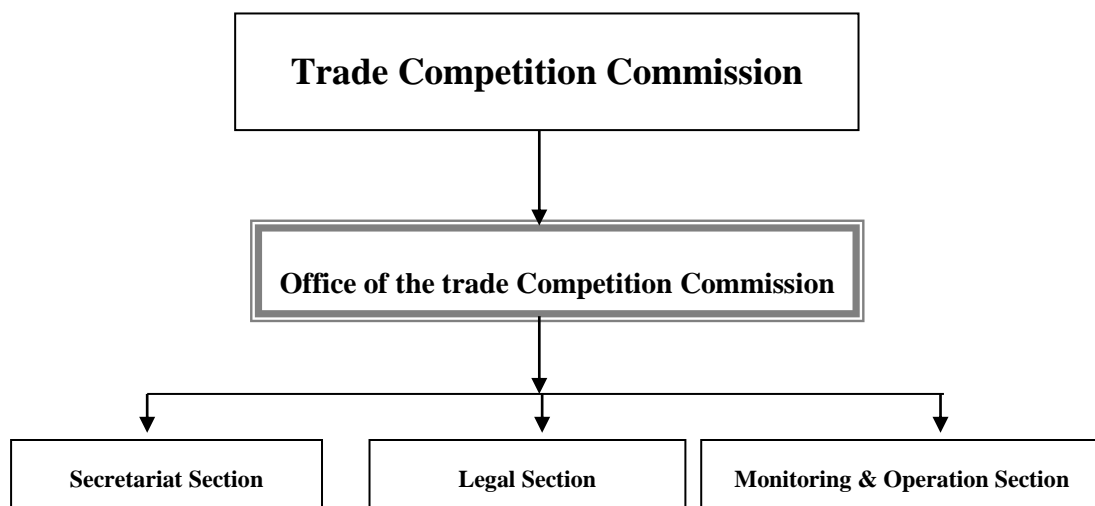 Trade Competition Commission
Office of the trade Competition Commission
Secretariat Section
Legal Section
Monitoring & Operation Section